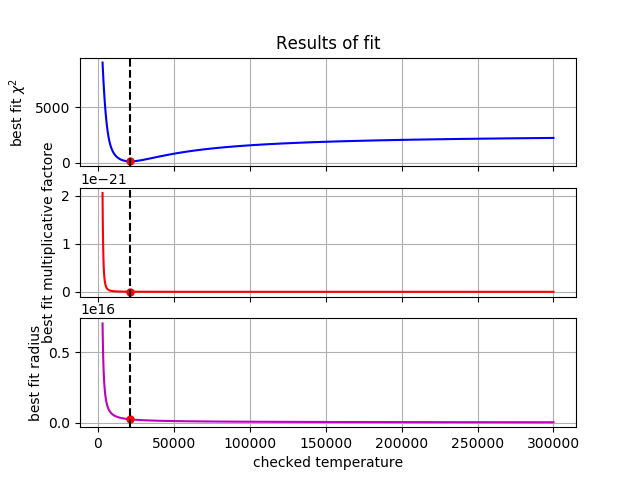 Results of fit
best fit χ²
5000
0
1e−21
best fit multiplicative factore
2
1
0
1e16
best fit radius
0.5
0.0
0 50000 100000 150000 200000 250000 300000
checked temperature